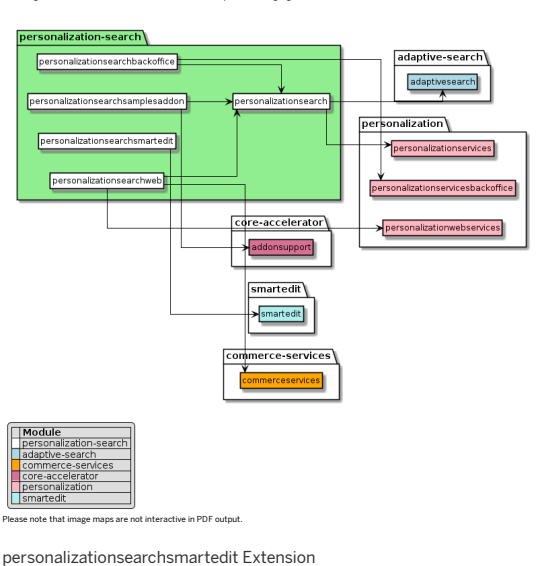 personalization-search
personalizationsearchbackoffice
adaptive-search
adaptivesearch
personalizationsearchsamplesaddon
personalizationsearch
personalization
personalizationsearchsmartedit
personalizationservices
personalizationsearchweb
personalizationservicesbackoffice
core-accelerator
personalizationwebservices
addonsupport
smartedit
smartedit
commerce-services
commerceservices
Module
personalization-search
adaptive-search
commerce-services
core-accelerator
personalization
smartedit
Please note that image maps are not interactive in PDF output.
personalizationsearchsmartedit Extension